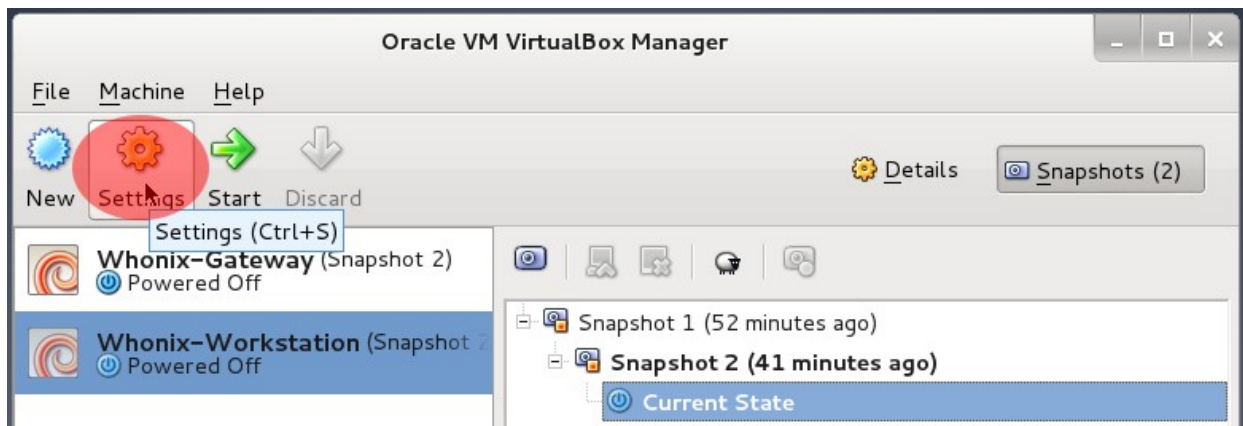 Oracle VM VirtualBox Manager
File Machine Help
New Settings Start Discard
Details Snapshots (2)
Settings (Ctrl+S)
Whonix-Gateway (Snapshot 2)
Powered Off
Whonix-Workstation (Snapshot 2
Powered Off
Snapshot 1 (52 minutes ago)
Snapshot 2 (41 minutes ago)
Current State